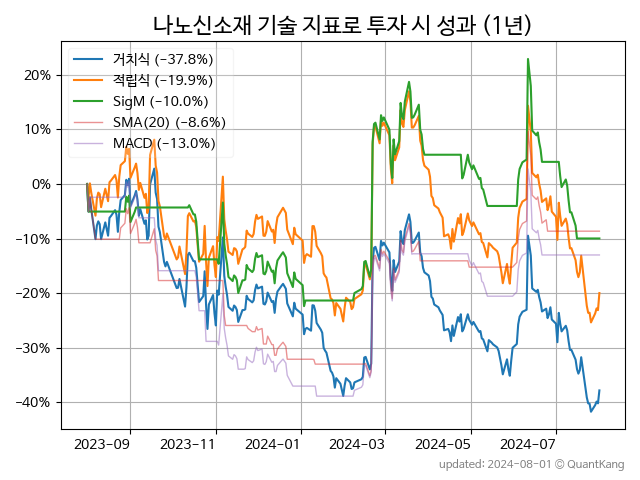 나노신소재 기술 지표로 투자 시 성과 (1년)
거치식 (−37.8%)
적립식 (−19.9%)
SigM (−10.0%)
SMA(20) (−8.6%)
MACD (−13.0%)
20%
10%
0%
−10%
−20%
−30%
−40%
2023-09 2023-11 2024-01 2024-03 2024-05 2024-07
updated: 2024-08-01 © QuantKang